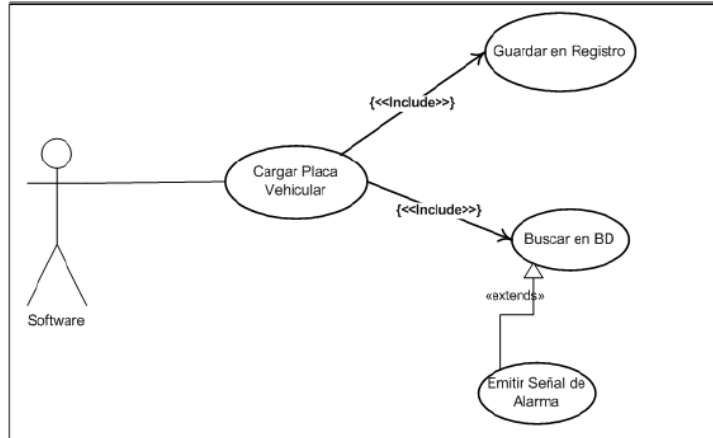 Guardar en Registro
{<<Include>>}
Cargar Placa
Vehicular
{<<Include>>}
Buscar en BD
«extends»
Software
Emitir Señal de
Alarma